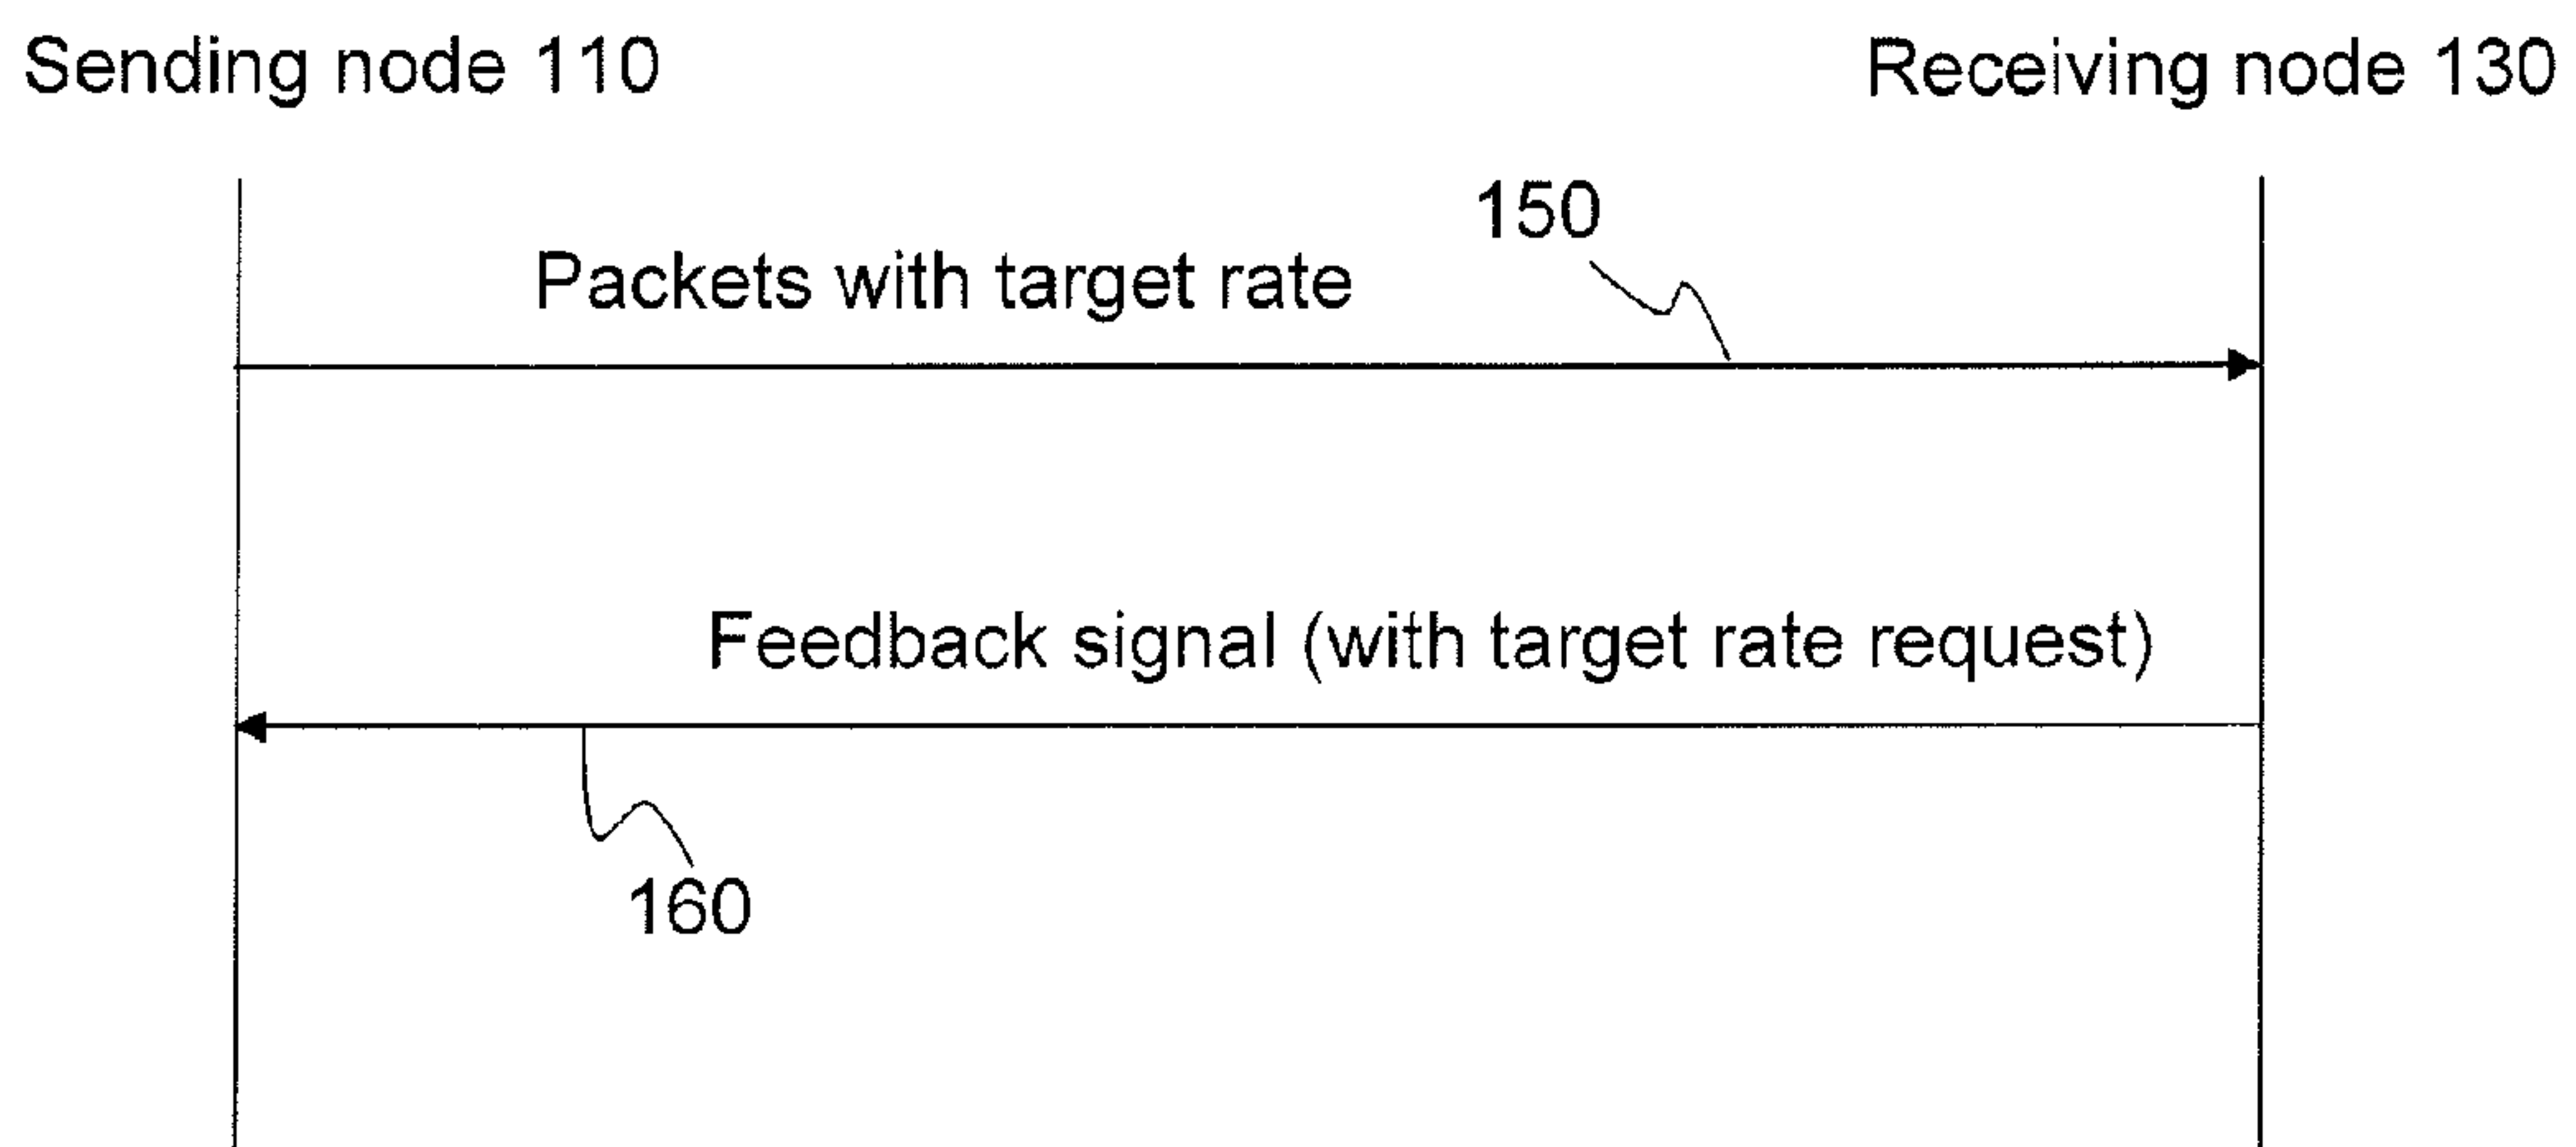 Sending node 110
Receiving node 130
150
Packets with target rate
Feedback signal (with target rate request)
160